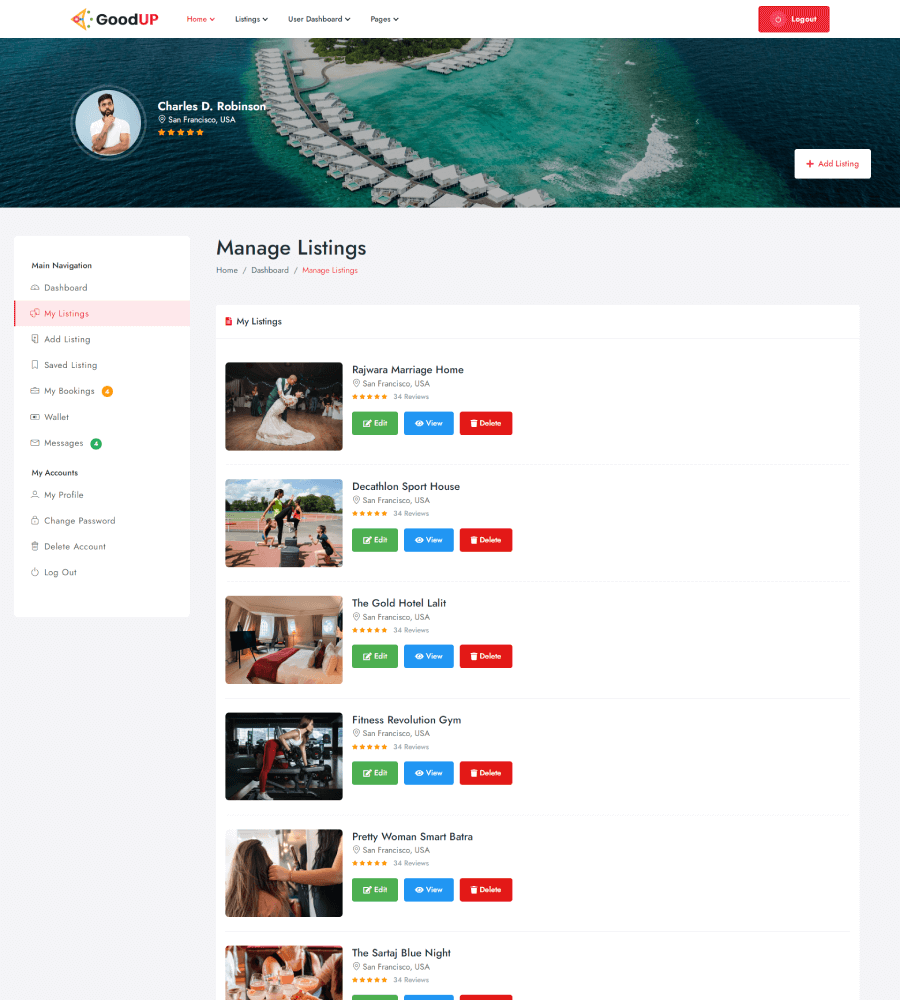 GoodUP
Home
Listings
User Dashboard
Pages
Logout
Charles D. Robinson
San Francisco, USA
Add Listing
Main Navigation
Dashboard
My Listings
Add Listing
Saved Listing
My Bookings
Wallet
Messages 4
My Accounts
My Profile
Change Password
Delete Account
Log Out
Manage Listings
Home / Dashboard / Manage Listings
My Listings
Rajwara Marriage Home
San Francisco, USA
34 Reviews
Edit View Delete
Decathlon Sport House
San Francisco, USA
34 Reviews
Edit View Delete
The Gold Hotel Lalit
San Francisco, USA
34 Reviews
Edit View Delete
Fitness Revolution Gym
San Francisco, USA
34 Reviews
Edit View Delete
Pretty Woman Smart Batra
San Francisco, USA
34 Reviews
Edit View Delete
The Sartaj Blue Night
San Francisco, USA
34 Reviews